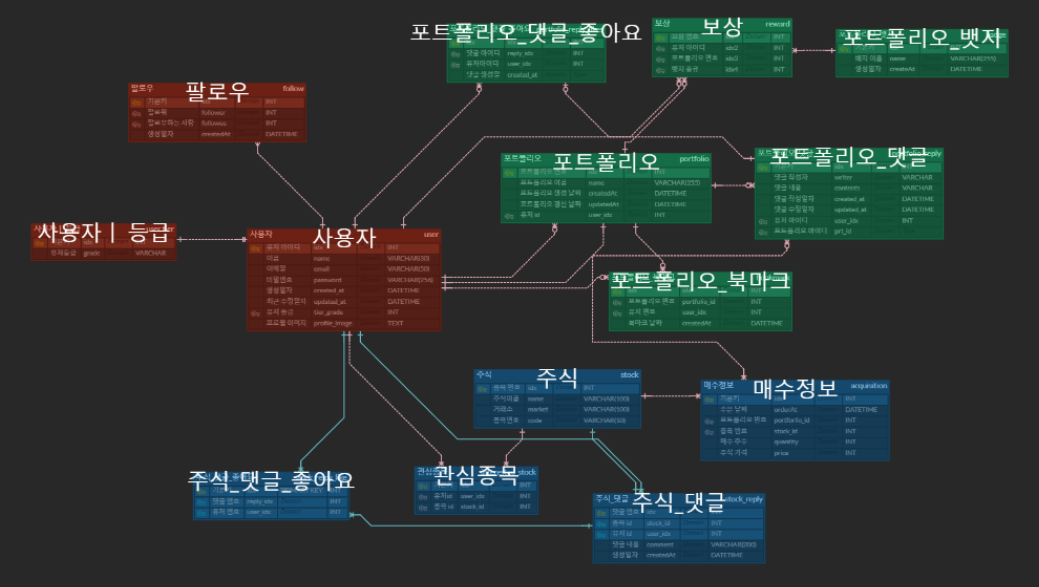 포트폴리오_댓글_좋아요
보상
reward
포트폴리오_뱃지
댓글 아이디 reply_idx INT
유저아이디 user_idx INT
댓글 생성일 created_at DATETIME
유저 아이디 idx2 INT
포트폴리오 번호 idx3 INT
idx4 INT
뱃지 이름 name VARCHAR(255)
생성일자 createdAt DATETIME
팔로우
follow
기본키 INT
팔로워 follower INT
팔로우하는 사람 followee INT
생성일자 createdAt DATETIME
포트폴리오
portfolio
포트폴리오 이름 name VARCHAR(255)
포트폴리오 생성 날짜 createdAt DATETIME
포트폴리오 갱신 날짜 updatedAt DATETIME
유저 id user_idx INT
포트폴리오_댓글
댓글 작성자 writer VARCHAR
댓글 내용 contents VARCHAR
댓글 작성일자 created_at DATETIME
댓글 수정일자 updated_at DATETIME
유저 아이디 user_idx INT
포트폴리오 아이디 prt_id
사용자ㅣ등급
유저등급 grade VARCHAR
사용자
user
유저 아이디 idx INT
이름 name VARCHAR(30)
이메일 email VARCHAR(50)
비밀번호 password VARCHAR(256)
생성일자 created_at DATETIME
최근 수정일자 updated_at DATETIME
유저 등급 tier_grade INT
프로필 이미지 profile_image TEXT
포트폴리오_북마크
포트폴리오 번호 portfolio_id INT
유저 번호 user_idx INT
북마크 날짜 createdAt DATETIME
주식
stock
종목 번호 idx INT
주식이름 name VARCHAR(100)
거래소 market VARCHAR(100)
종목번호 code VARCHAR(50)
매수정보
acquisition
기본키 INT
주문 날짜 orderAt DATETIME
포트폴리오 번호 portfolio_id INT
종목 번호 stock_id INT
매수 주수 quantity INT
주식 가격 price INT
주식_댓글_좋아요
댓글 번호 reply_idx INT
유저 번호 user_idx INT
관심종목
유저id user_idx INT
종목 id stock_id INT
주식_댓글
stock_reply
댓글 번호 idx INT
종목 id stock_id INT
유저 id user_idx INT
댓글 내용 comment VARCHAR(200)
생성일자 createdAt DATETIME